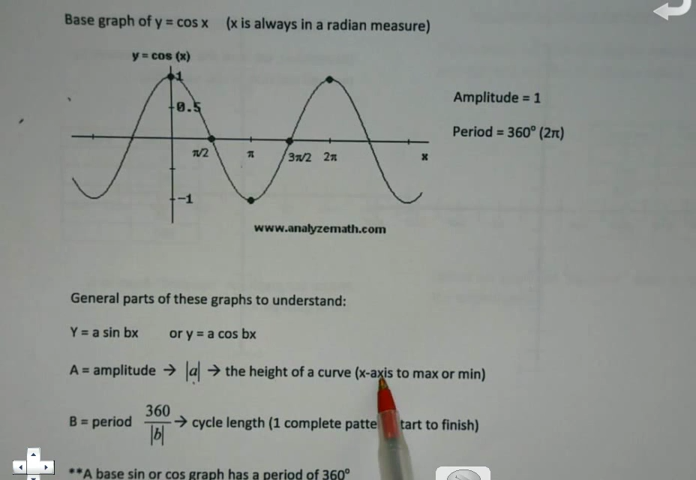 Base graph of y = cos x (x is always in a radian measure)
y = cos (x)
1
0.5
Amplitude = 1
Period = 360° (2π)
π/2 π 3π/2 2π x
-1
www.analyzemath.com
General parts of these graphs to understand:
Y = a sin bx or y = a cos bx
A = amplitude → |a| → the height of a curve (x-axis to max or min)
B = period 360/|b| → cycle length (1 complete to finish)
**A base sin or cos graph has a period of 360°